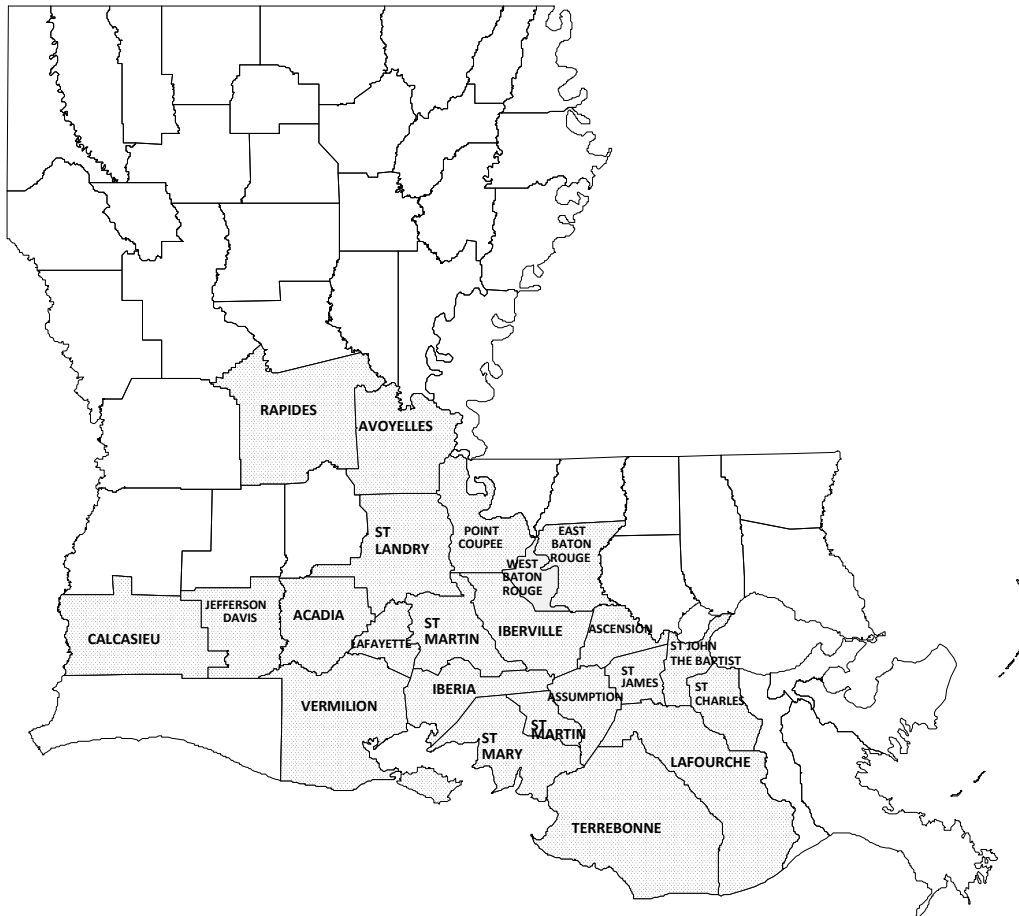 RAPIDES
AVOYELLES
ST
LANDRY
POINT
COUPEE
EAST
BATON
ROUGE
WEST
BATON
ROUGE
JEFFERSON
DAVIS
ACADIA
CALCASIEU
LAFAYETTE
ST
MARTIN
IBERVILLE
ASCENSION
ST JOHN
THE BAPTIST
ST
JAMES
ST
CHARLES
IBERIA
ASSUMPTION
VERMILION
ST
MARTIN
ST
MARY
LAFOURCHE
TERREBONNE